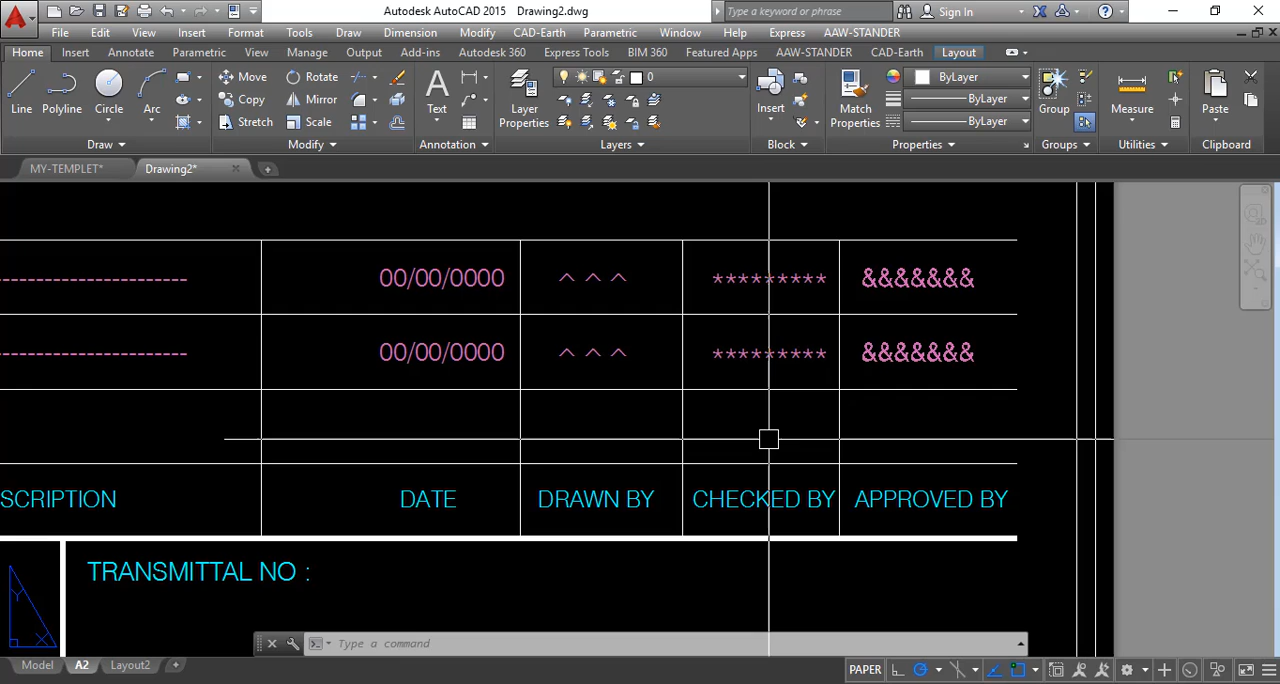 Autodesk AutoCAD 2015 Drawing2.dwg
Type a keyword or phrase
Sign In
File Edit View Insert Format Tools Draw Dimension Modify CAD-Earth Parametric Window Help Express AAW-STANDER
Home Insert Annotate Parametric View Manage Output Add-ins Autodesk 360 Express Tools BIM 360 Featured Apps AAW-STANDER CAD-Earth Layout
Line Polyline Circle Arc
Move Rotate
Copy Mirror
Stretch Scale
Text
Layer Properties
0
Insert
Match Properties
ByLayer
ByLayer
ByLayer
Group
Measure
Paste
Draw Modify Annotation Layers Block Properties Groups Utilities Clipboard
MY-TEMPLET* Drawing2*
------------------- 00/00/0000 ^ ^ ^ ********* &&&&&&&
------------------- 00/00/0000 ^ ^ ^ ********* &&&&&&&
SCRIPTION DATE DRAWN BY CHECKED BY APPROVED BY
TRANSMITTAL NO :
Y
X
Type a command
Model A2 Layout2
PAPER